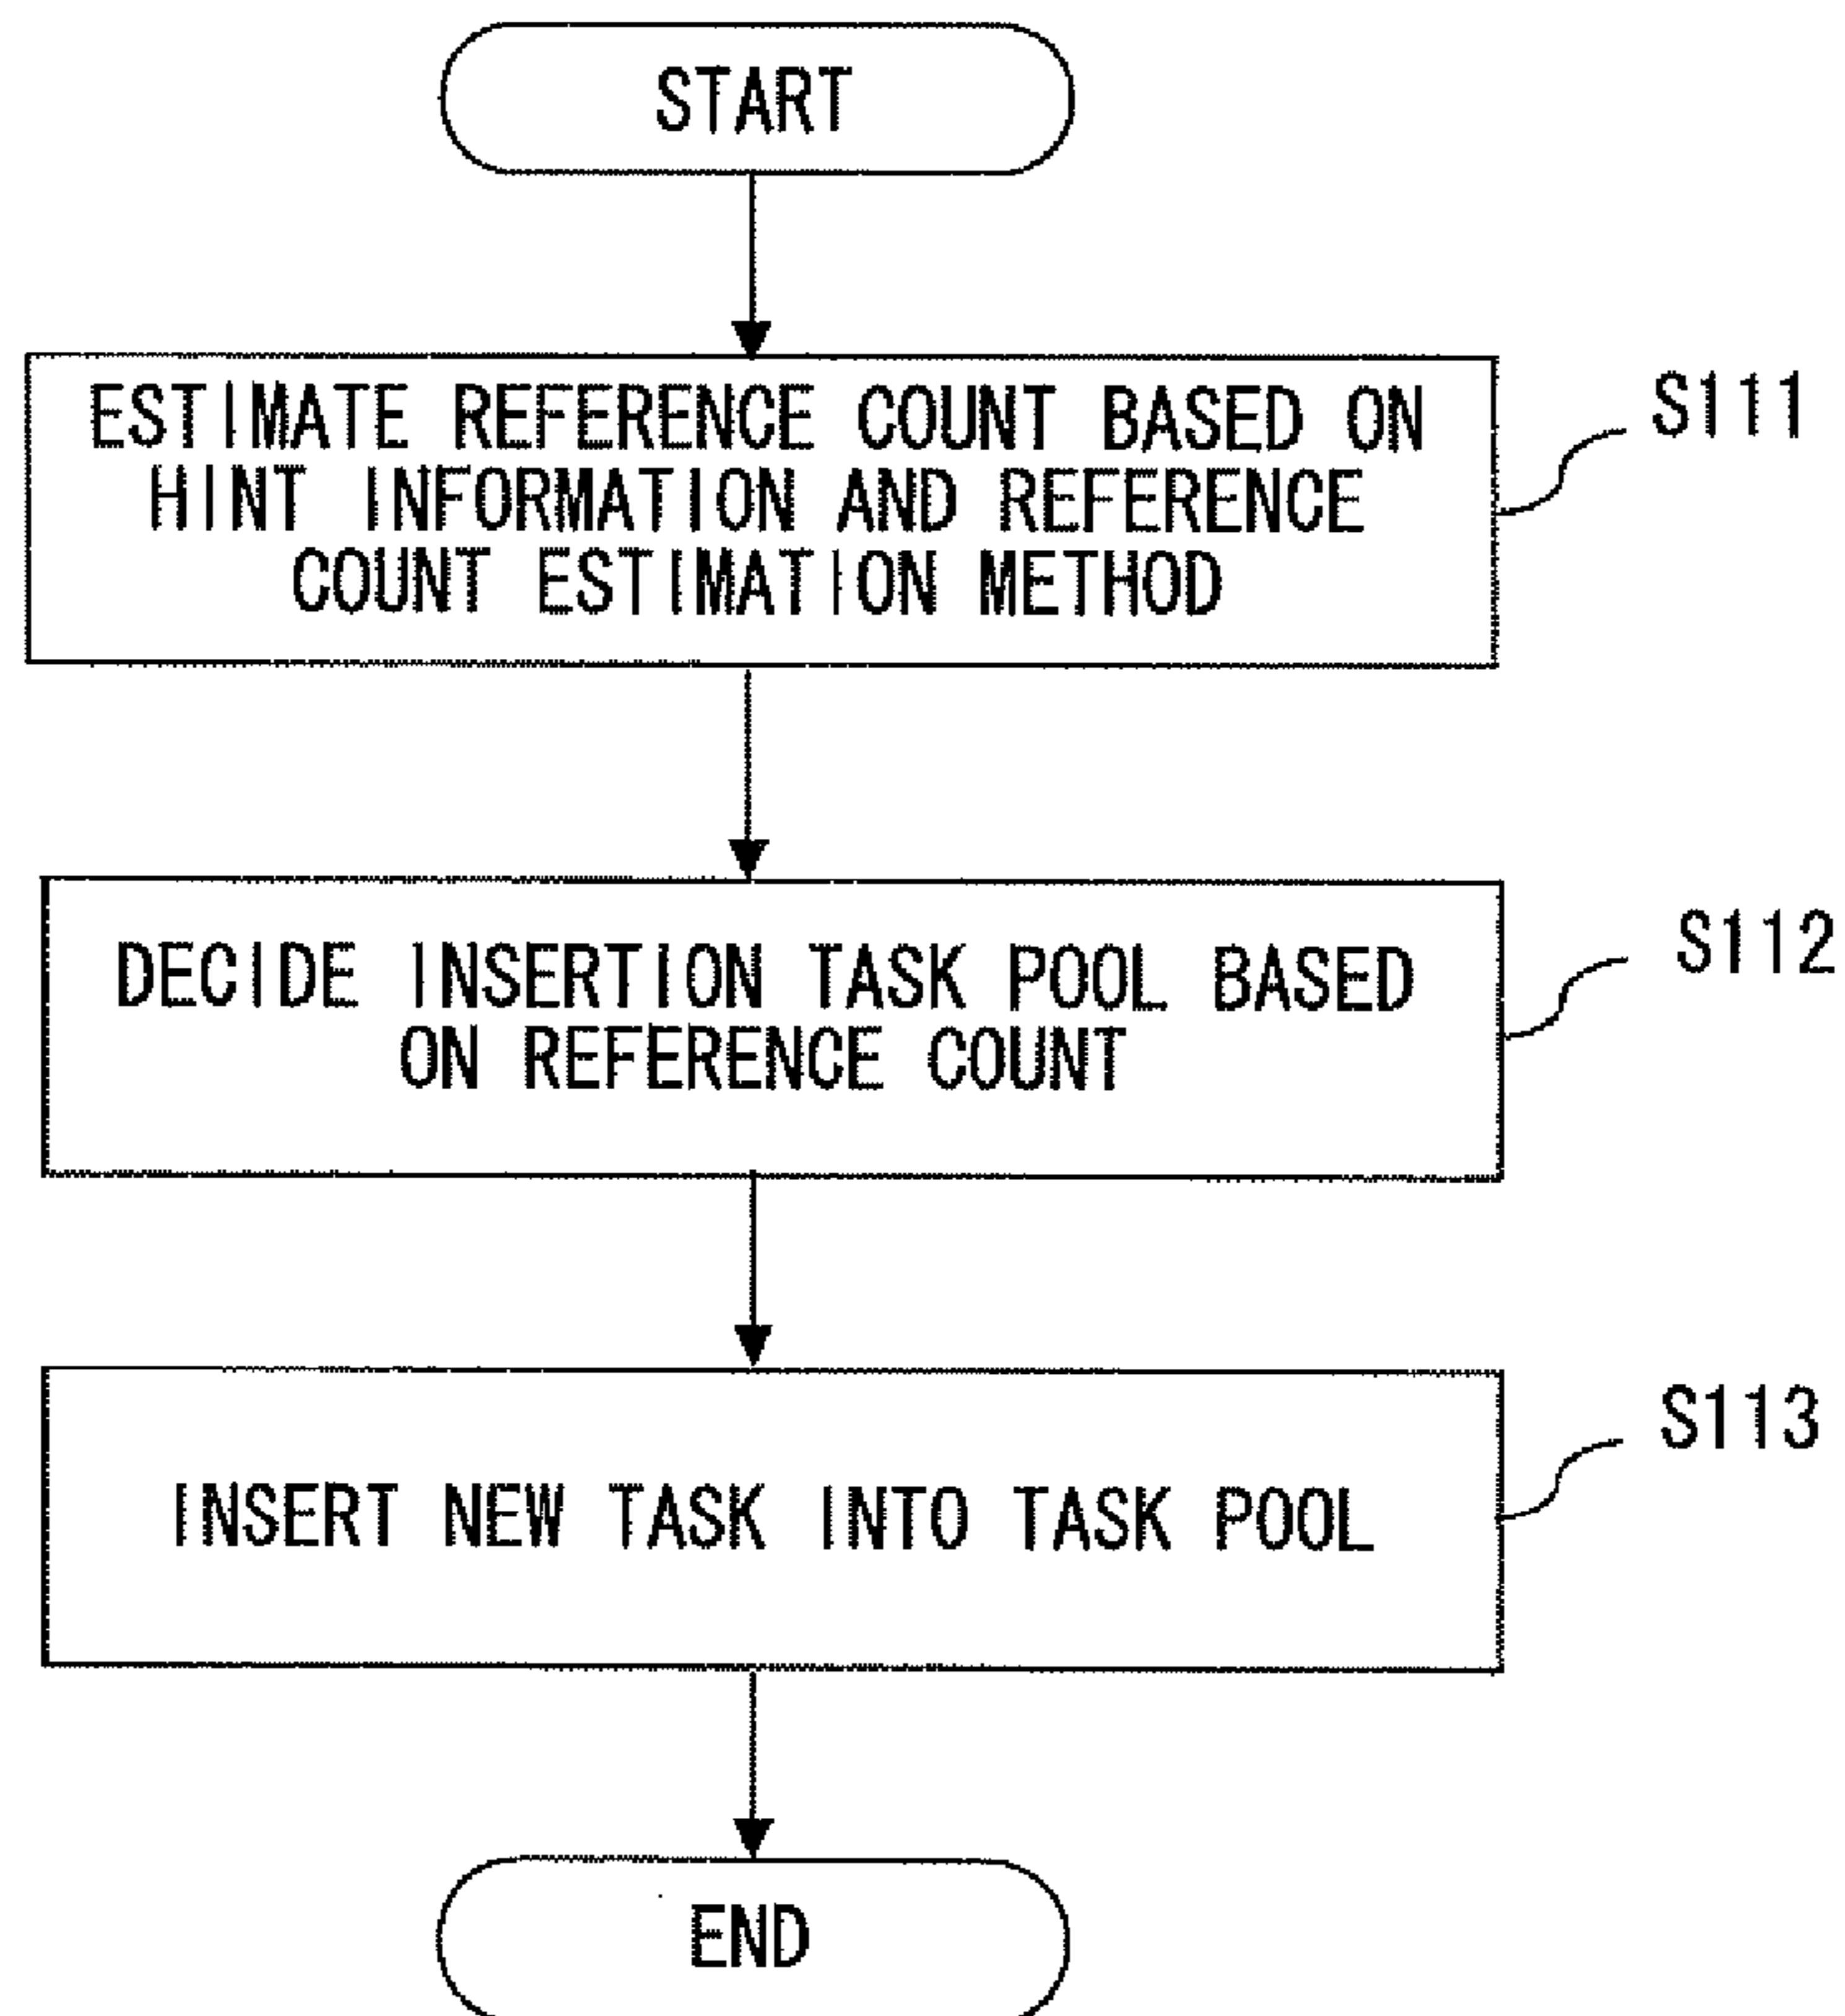 START
ESTIMATE REFERENCE COUNT BASED ON
HINT INFORMATION AND REFERENCE
COUNT ESTIMATION METHOD
S111
DECIDE INSERTION TASK POOL BASED
ON REFERENCE COUNT
S112
INSERT NEW TASK INTO TASK POOL
S113
END